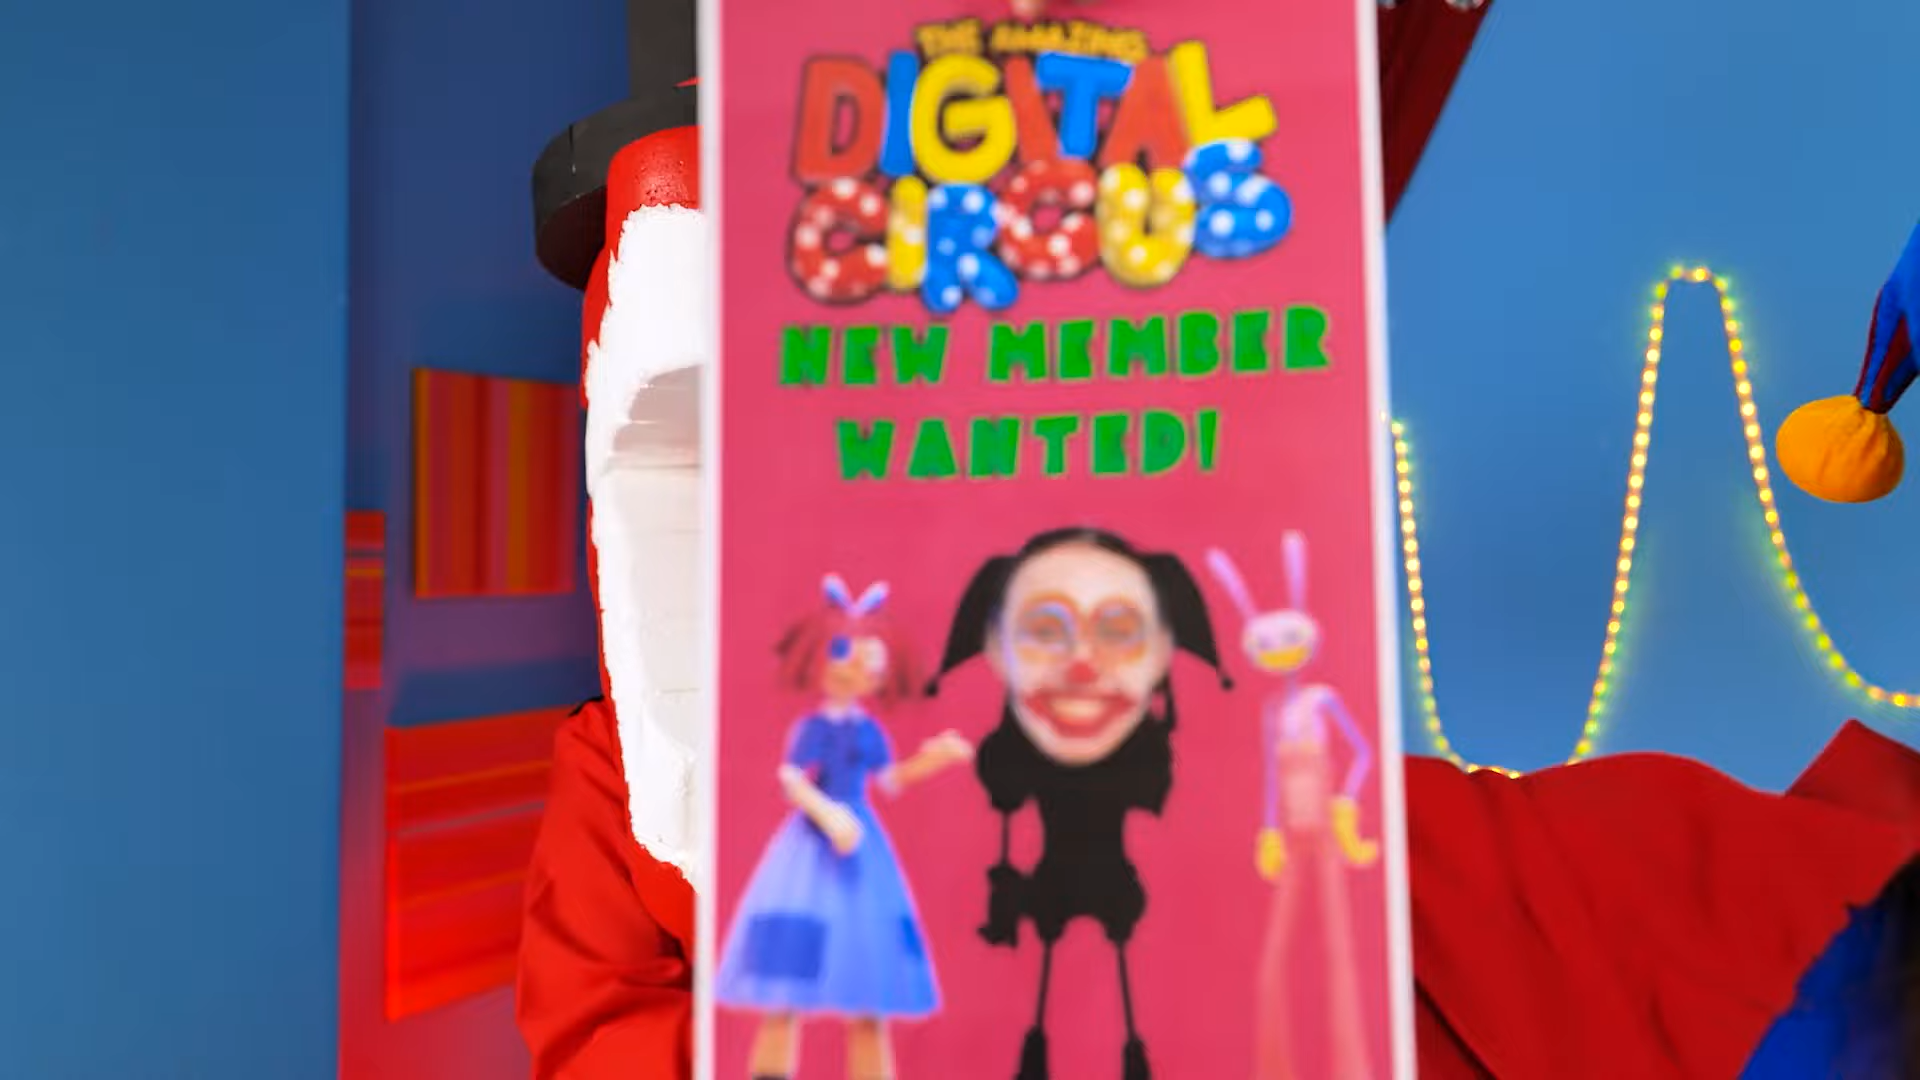 THE AMAZING
DIGITAL
CIRCUS
NEW MEMBER
WANTED!